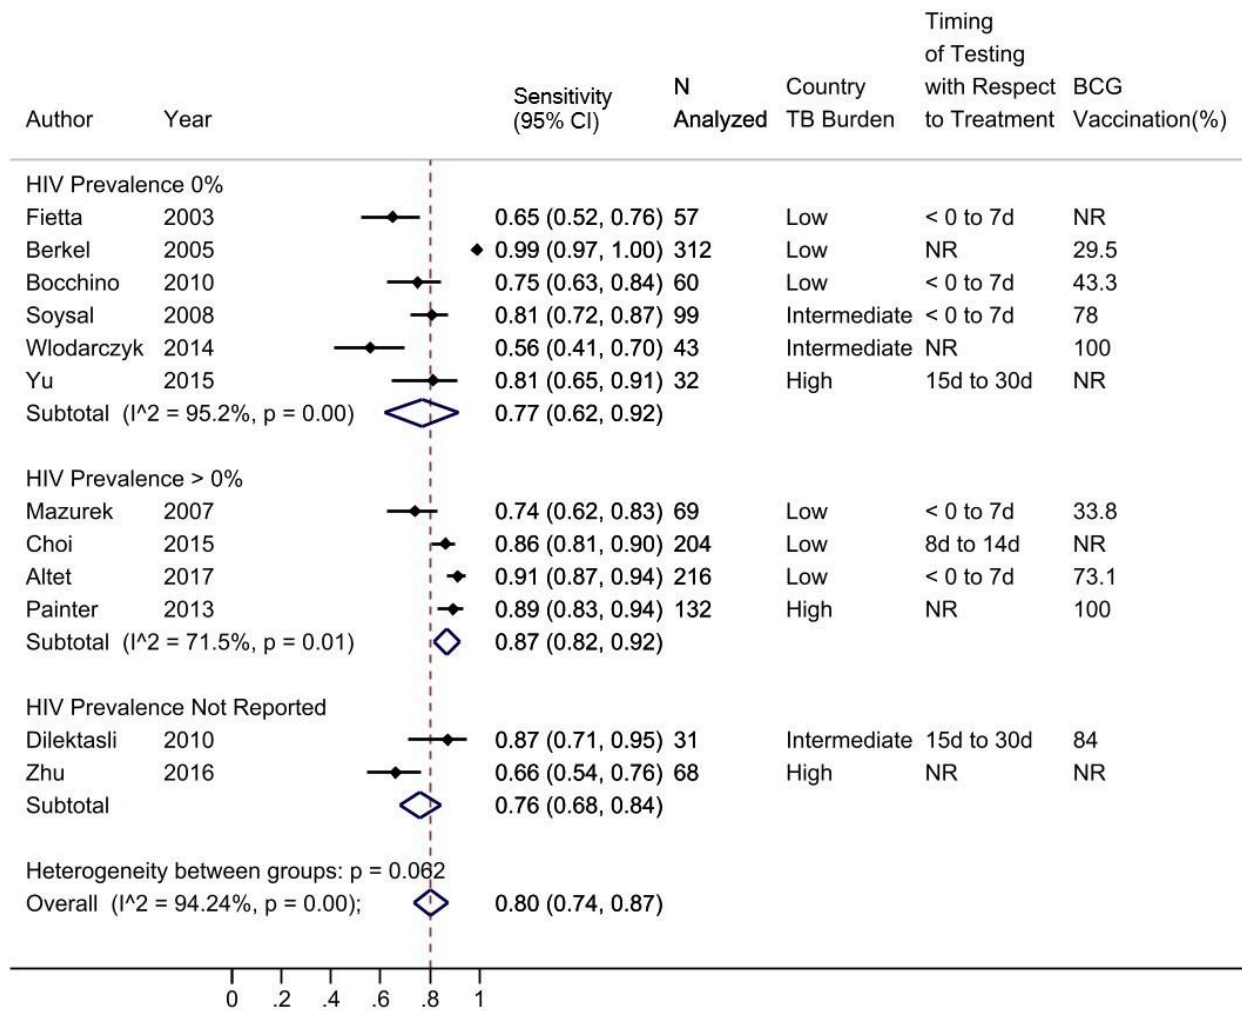 Timing
of Testing
Sensitivity N Country with Respect BCG
Author Year (95% CI) Analyzed TB Burden to Treatment Vaccination(%)
HIV Prevalence 0%
Fietta 2003 0.65 (0.52, 0.76) 57 Low < 0 to 7d NR
Berkel 2005 0.99 (0.97, 1.00) 312 Low NR 29.5
Bocchino 2010 0.75 (0.63, 0.84) 60 Low < 0 to 7d 43.3
Soysal 2008 0.81 (0.72, 0.87) 99 Intermediate < 0 to 7d 78
Wlodarczyk 2014 0.56 (0.41, 0.70) 43 Intermediate NR 100
Yu 2015 0.81 (0.65, 0.91) 32 High 15d to 30d NR
Subtotal (I^2 = 95.2%, p = 0.00) 0.77 (0.62, 0.92)
HIV Prevalence > 0%
Mazurek 2007 0.74 (0.62, 0.83) 69 Low < 0 to 7d 33.8
Choi 2015 0.86 (0.81, 0.90) 204 Low 8d to 14d NR
Altet 2017 0.91 (0.87, 0.94) 216 Low < 0 to 7d 73.1
Painter 2013 0.89 (0.83, 0.94) 132 High NR 100
Subtotal (I^2 = 71.5%, p = 0.01) 0.87 (0.82, 0.92)
HIV Prevalence Not Reported
Dilektasli 2010 0.87 (0.71, 0.95) 31 Intermediate 15d to 30d 84
Zhu 2016 0.66 (0.54, 0.76) 68 High NR NR
Subtotal 0.76 (0.68, 0.84)
Heterogeneity between groups: p = 0.062
Overall (I^2 = 94.24%, p = 0.00); 0.80 (0.74, 0.87)
0 .2 .4 .6 .8 1